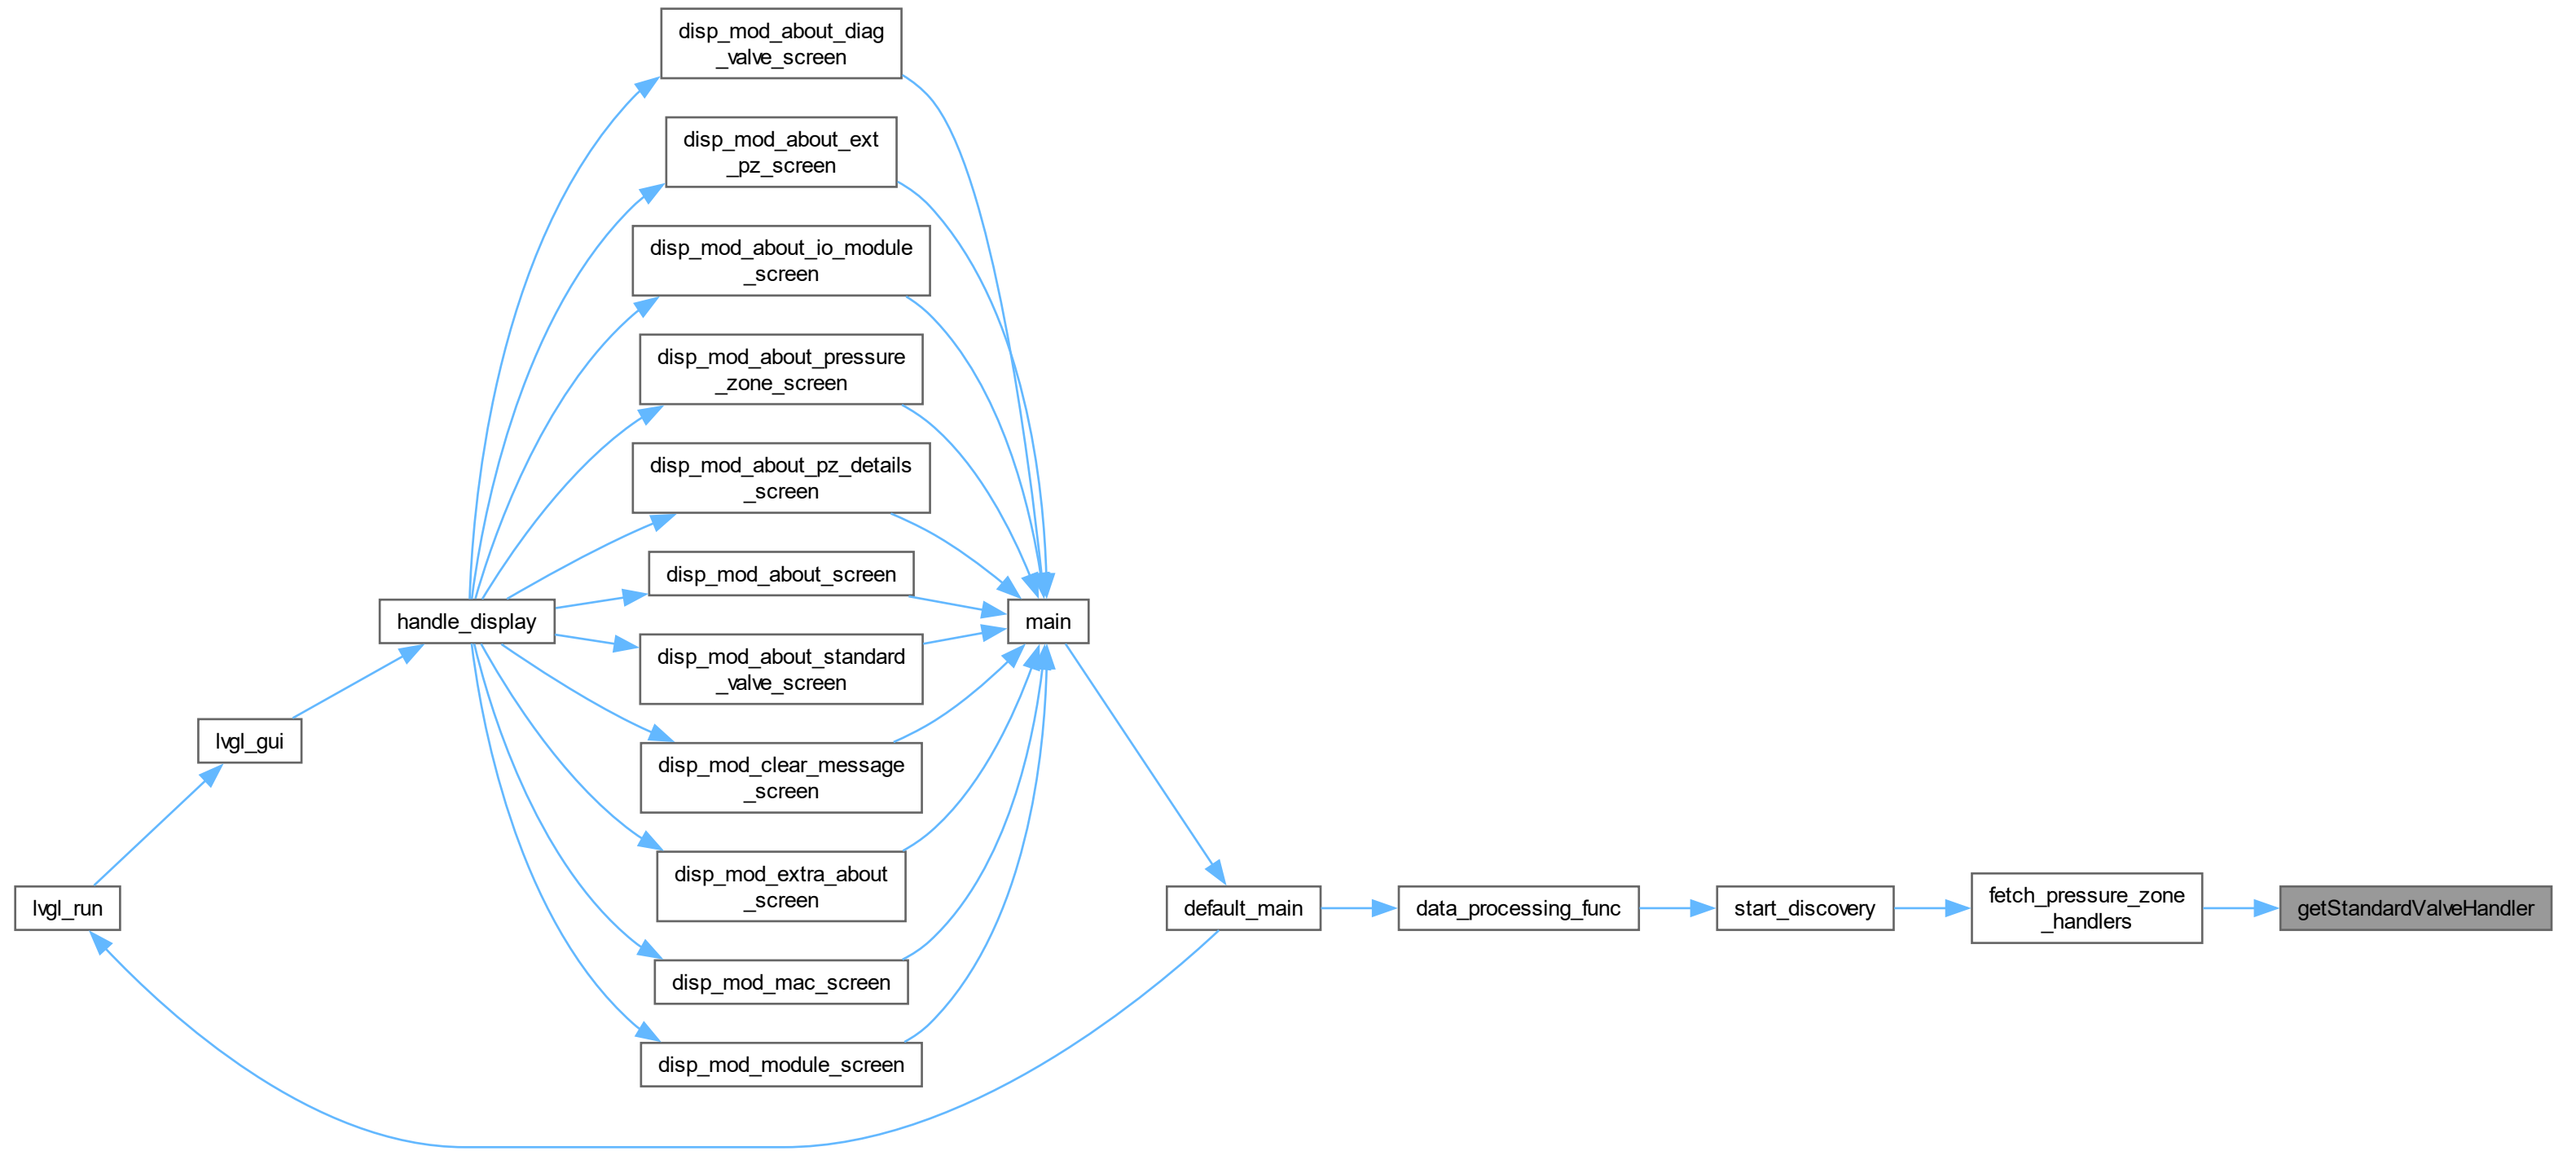 disp_mod_about_diag
_valve_screen
disp_mod_about_ext
_pz_screen
disp_mod_about_io_module
_screen
disp_mod_about_pressure
_zone_screen
disp_mod_about_pz_details
_screen
disp_mod_about_screen
handle_display
main
disp_mod_about_standard
_valve_screen
lvgl_gui
disp_mod_clear_message
_screen
disp_mod_extra_about
_screen
lvgl_run
default_main
data_processing_func
start_discovery
fetch_pressure_zone
_handlers
getStandardValveHandler
disp_mod_mac_screen
disp_mod_module_screen